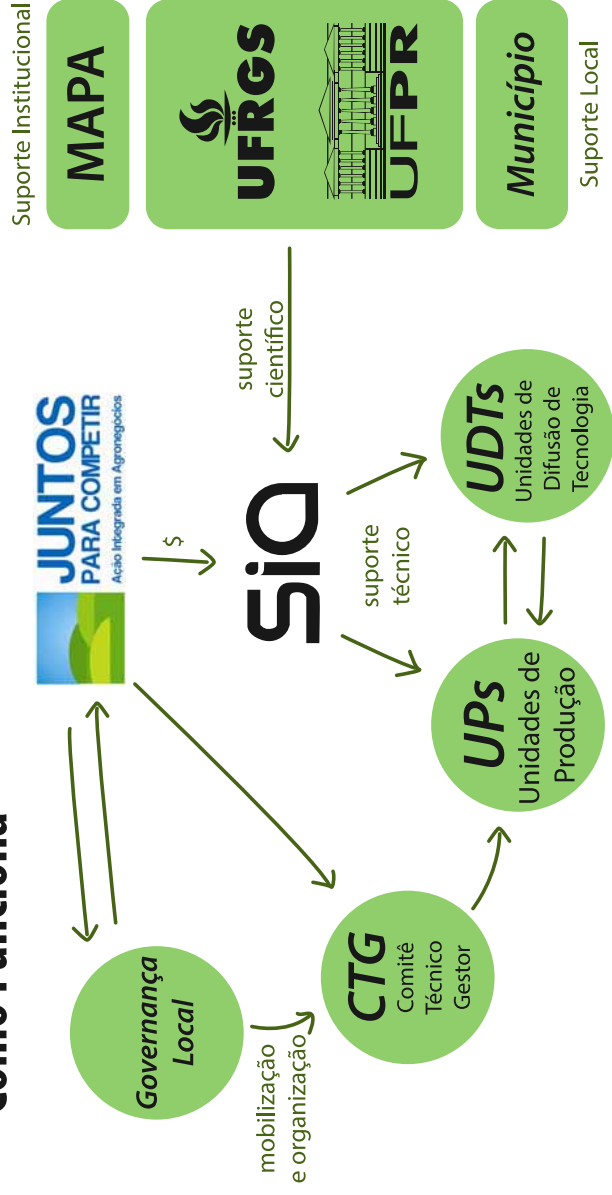 Como Funciona
Governança
Local
mobilização
e organização
CTG
Comitê
Técnico
Gestor
JUNTOS
PARA COMPETIR
Ação Integrada em Agronegócios
$
Sia
suporte
científico
suporte
técnico
UPs
Unidades de
Produção
UDTs
Unidades de
Difusão de
Tecnologia
Suporte Institucional
MAPA
UFRGS
UFPR
Município
Suporte Local